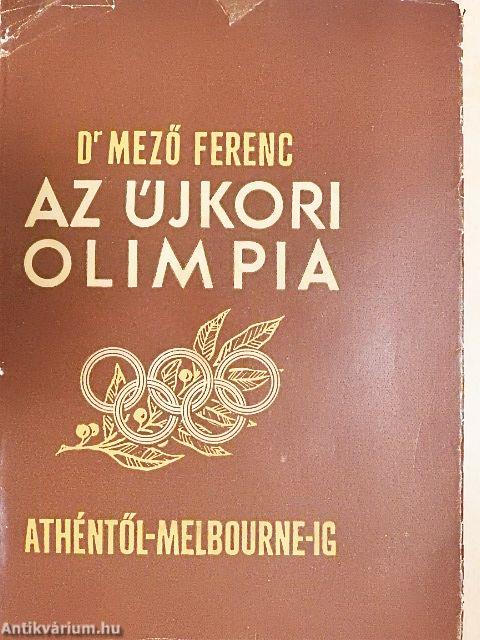 Dr MEZŐ FERENC
AZ ÚJKORI
OLIMPIA
ATHÉNTŐL-MELBOURNE-IG
Antikvárium.hu